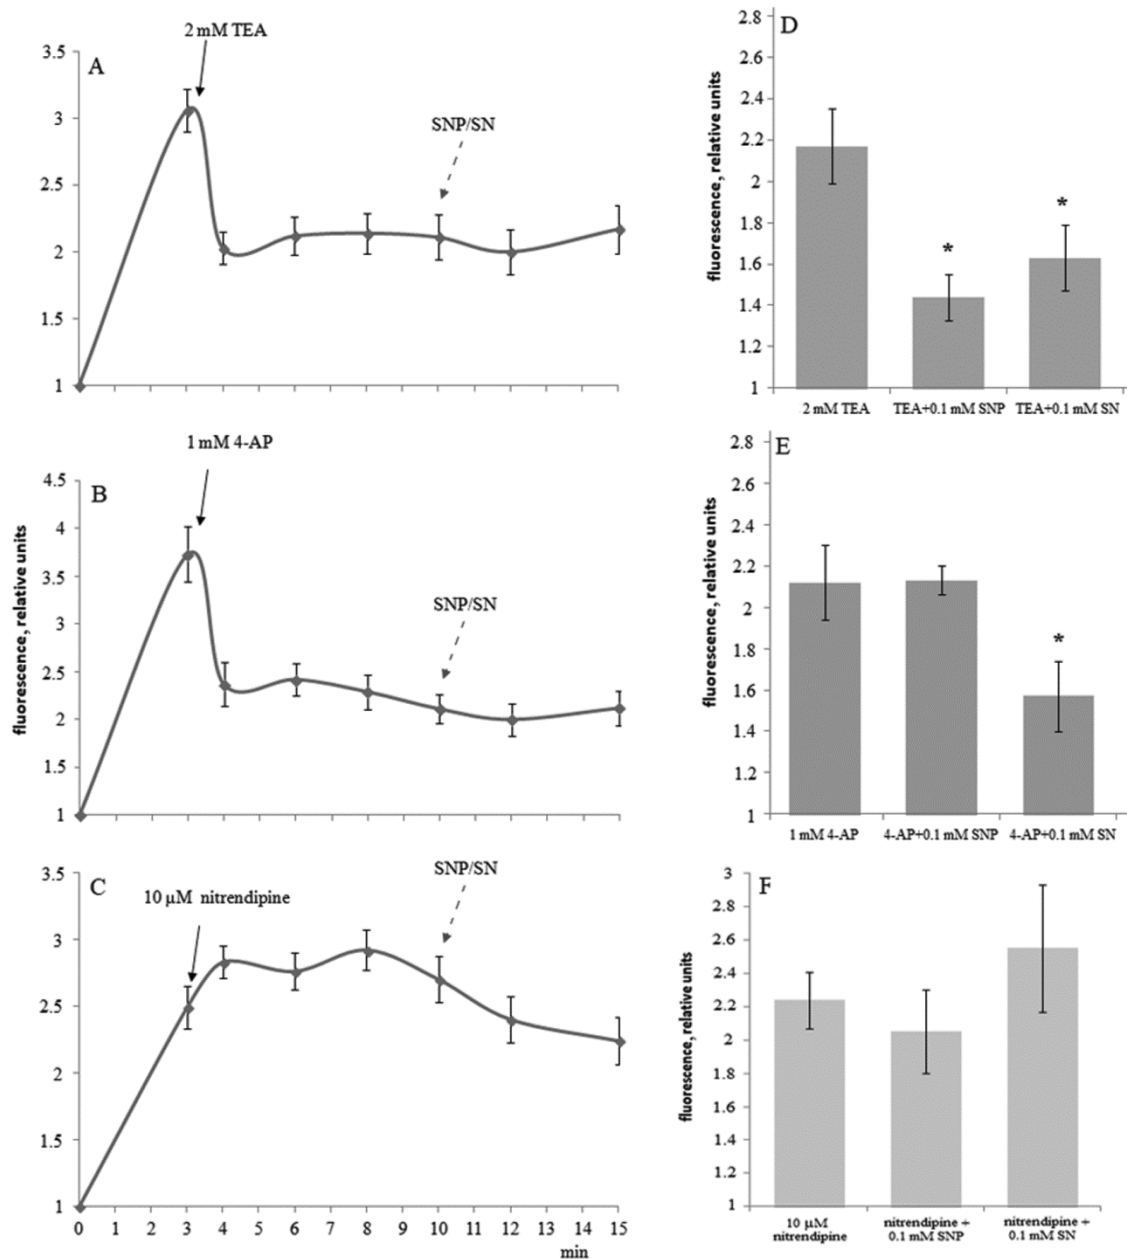 2 mM TEA
A
SNP/SN
3.5
3
2.5
2
1.5
1
1 mM 4-AP
B
SNP/SN
4.5
4
3.5
3
2.5
2
1.5
1
fluorescence, relative units
10 µM nitrendipine
C
SNP/SN
3.5
3
2.5
2
1.5
1
0 1 2 3 4 5 6 7 8 9 10 11 12 13 14 15
min
D
fluorescence, relative units
2.8
2.6
2.4
2.2
2
1.8
1.6
1.4
1.2
1
*
*
2 mM TEA TEA+0.1 mM SNP TEA+0.1 mM SN
E
fluorescence, relative units
2.8
2.6
2.4
2.2
2
1.8
1.6
1.4
1.2
1
*
1 mM 4-AP 4-AP+0.1 mM SNP 4-AP+0.1 mM SN
F
fluorescence, relative units
3
2.8
2.6
2.4
2.2
2
1.8
1.6
1.4
1.2
1
10 µM nitrendipine + nitrendipine +
nitrendipine 0.1 mM SNP 0.1 mM SN